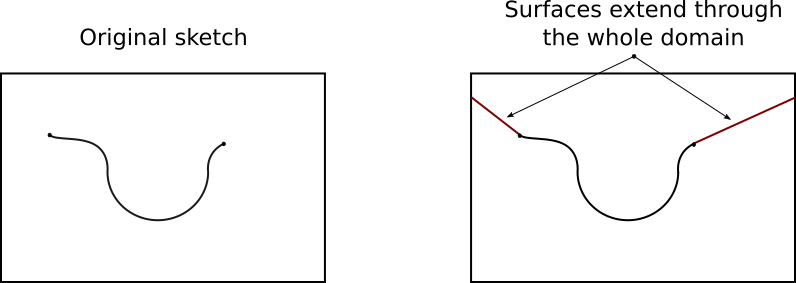 Original sketch
Surfaces extend through
the whole domain